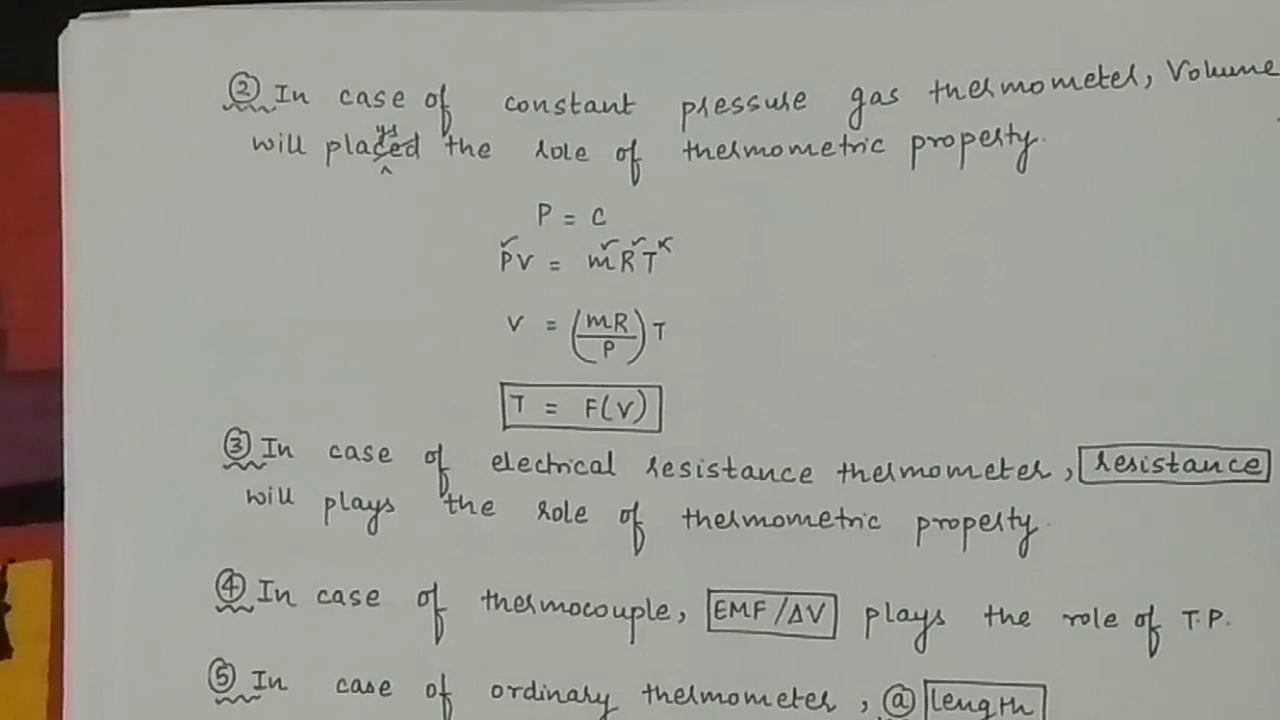 ② In case of constant pressure gas thermometer, Volume
will placed ys the role of thermometric property.
P = C
PV = mRT
V = (mR/P) T
T = F(V)
③ In case of electrical resistance thermometer, resistance
will plays the role of thermometric property.
④ In case of thermocouple, EMF/ΔV plays the role of T.P.
⑤ In case of ordinary thermometer, ⓐ length